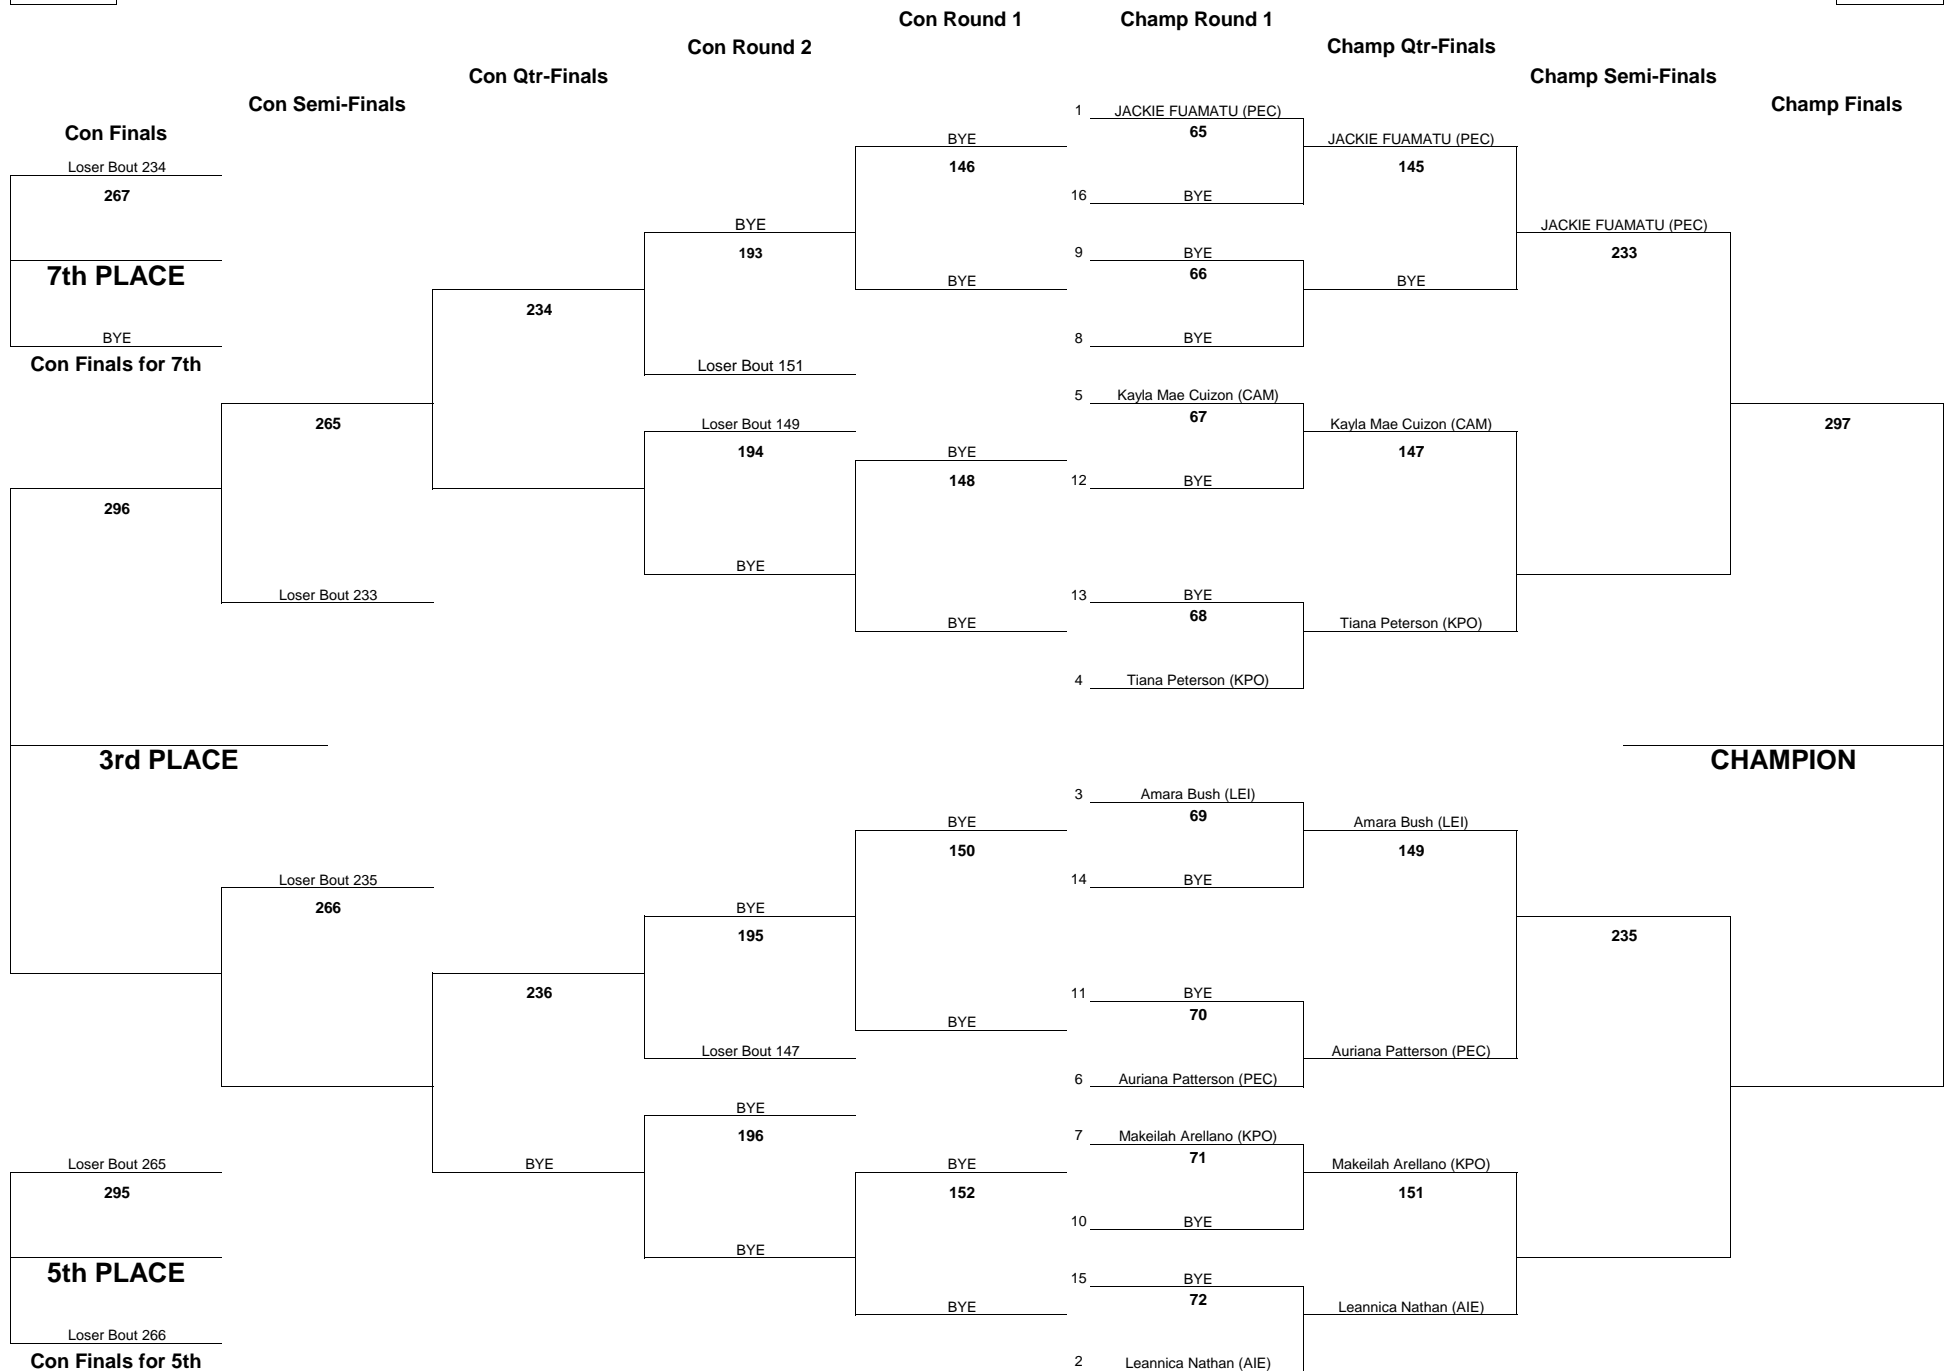 Con Round 1 Champ Round 1
Con Round 2 Champ Qtr-Finals
Con Qtr-Finals Champ Semi-Finals
Con Semi-Finals Champ Finals
1 JACKIE FUAMATU (PEC)
Con Finals 65
BYE JACKIE FUAMATU (PEC)
Loser Bout 234 146 145
267 16 BYE
BYE JACKIE FUAMATU (PEC)
193 9 BYE 233
7th PLACE 66
BYE BYE
234
BYE 8 BYE
Con Finals for 7th Loser Bout 151
5 Kayla Mae Cuizon (CAM)
265 Loser Bout 149 67 Kayla Mae Cuizon (CAM) 297
194 BYE 147
148 12 BYE
296
BYE
Loser Bout 233 13 BYE
68
BYE Tiana Peterson (KPO)
4 Tiana Peterson (KPO)
3rd PLACE CHAMPION
3 Amara Bush (LEI)
BYE 69 Amara Bush (LEI)
150 149
Loser Bout 235 14 BYE
266 BYE
195 235
236 11 BYE
BYE 70
Loser Bout 147 Auriana Patterson (PEC)
6 Auriana Patterson (PEC)
BYE
196 7 Makeilah Arellano (KPO)
Loser Bout 265 BYE BYE 71 Makeilah Arellano (KPO)
295 152 151
10 BYE
BYE
5th PLACE 15 BYE
BYE 72 Leannica Nathan (AIE)
Loser Bout 266
Con Finals for 5th 2 Leannica Nathan (AIE)